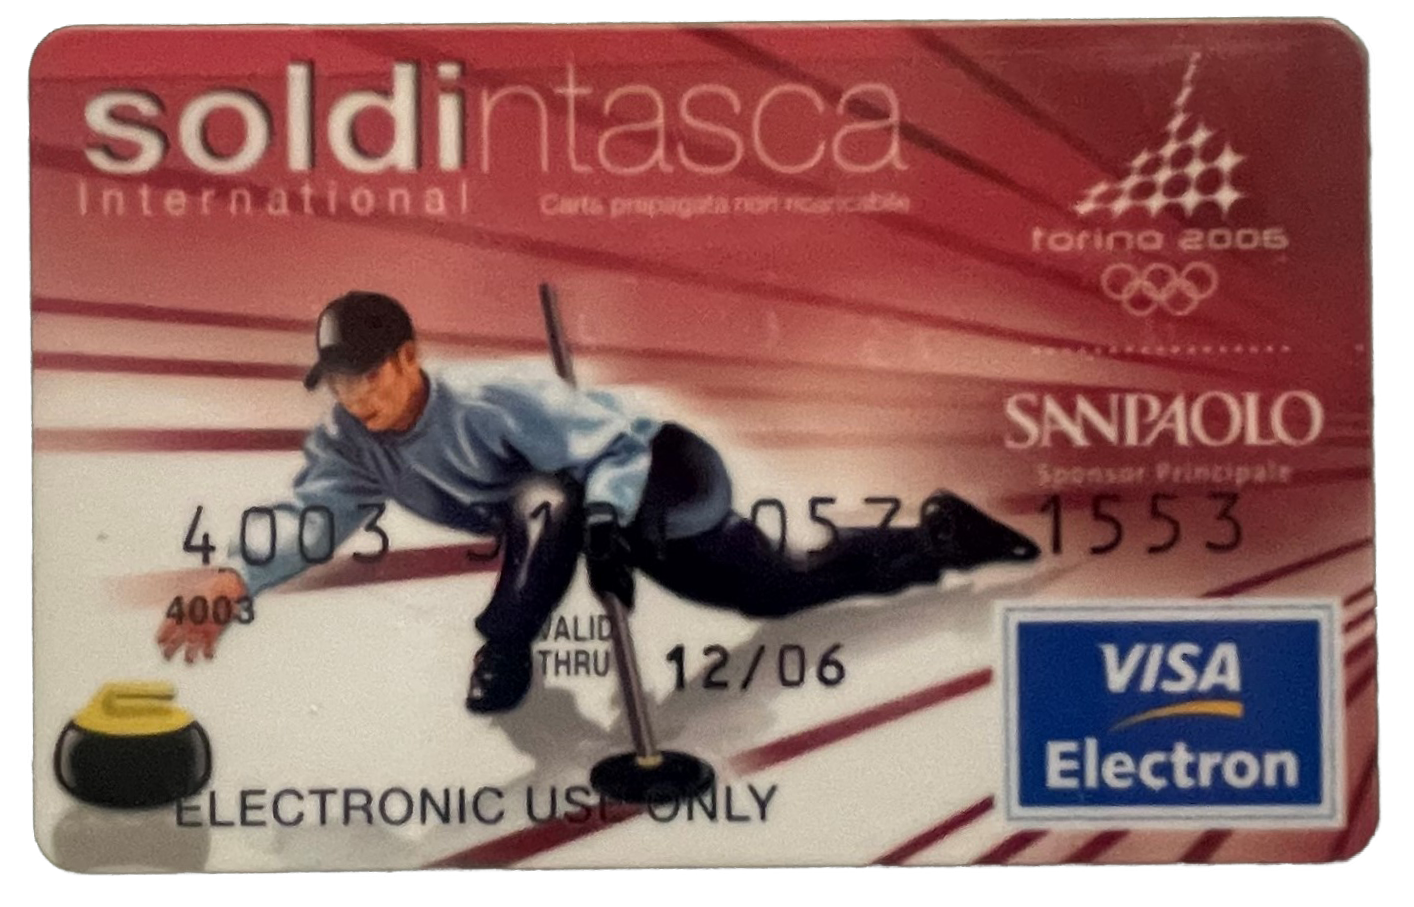 soldintasca
International Carta prepagata non ricaricabile
torino 2006
SANPAOLO
Sponsor Principale
4003 1553
4003
VALID
THRU 12/06
VISA
Electron
ELECTRONIC USE ONLY